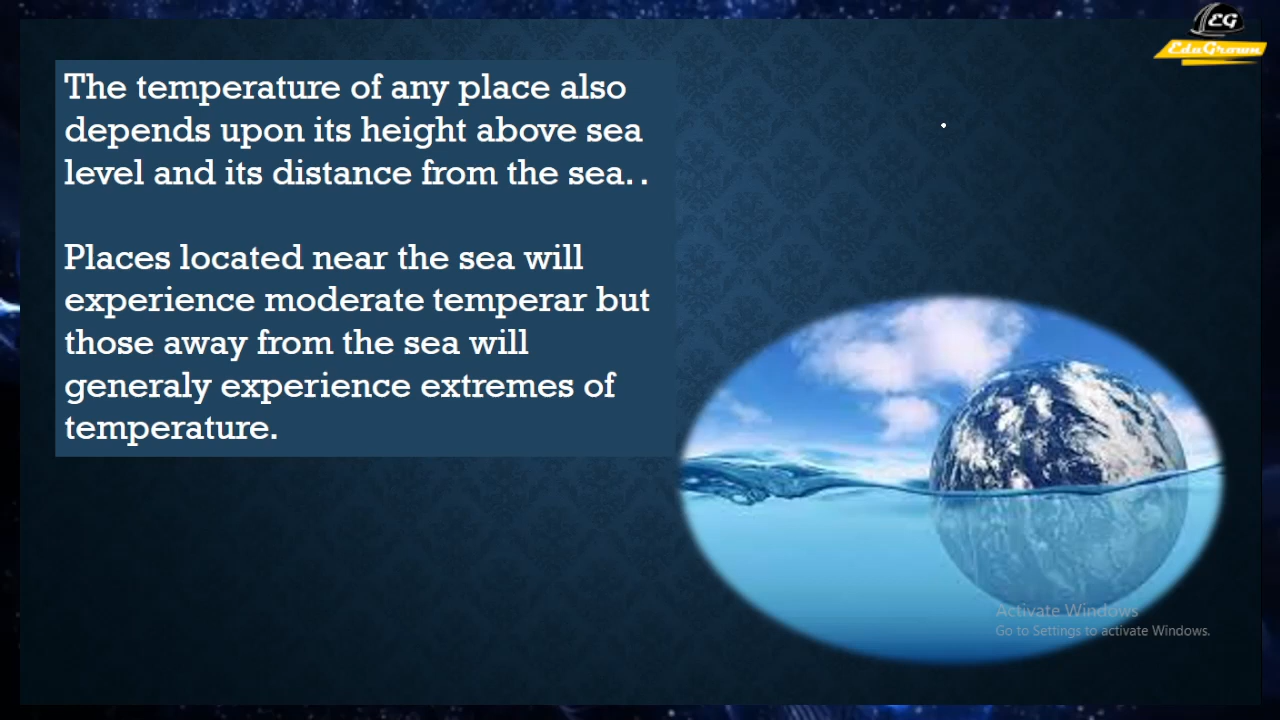 EG
EduGrown
The temperature of any place also
depends upon its height above sea
level and its distance from the sea. .
Places located near the sea will
experience moderate temperar but
those away from the sea will
generaly experience extremes of
temperature.
Activate Windows
Go to Settings to activate Windows.